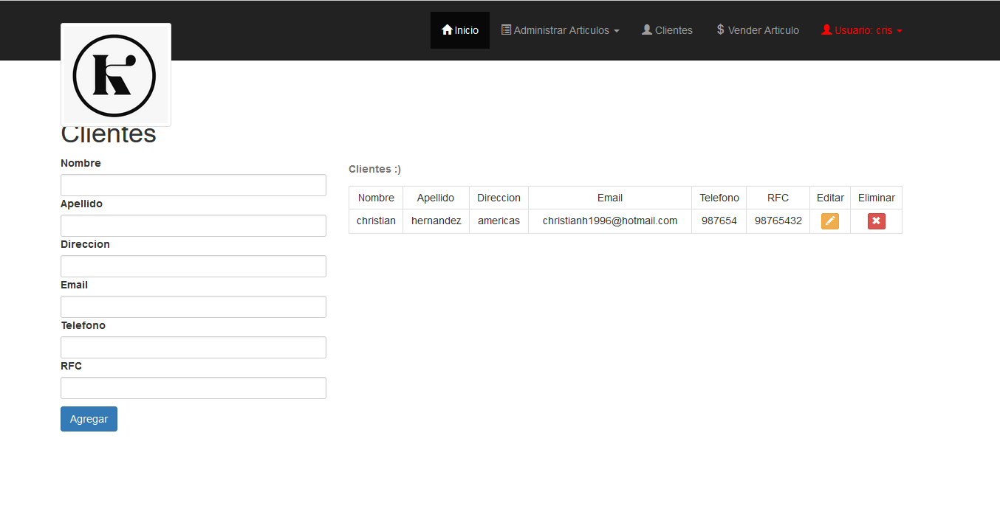 Inicio Administrar Articulos Clientes $ Vender Articulo Usuario: cris
K
Clientes
Nombre
Apellido
Direccion
Email
Telefono
RFC
Agregar
Clientes :)
Nombre Apellido Direccion Email Telefono RFC Editar Eliminar
christian hernandez americas christianh1996@hotmail.com 987654 98765432